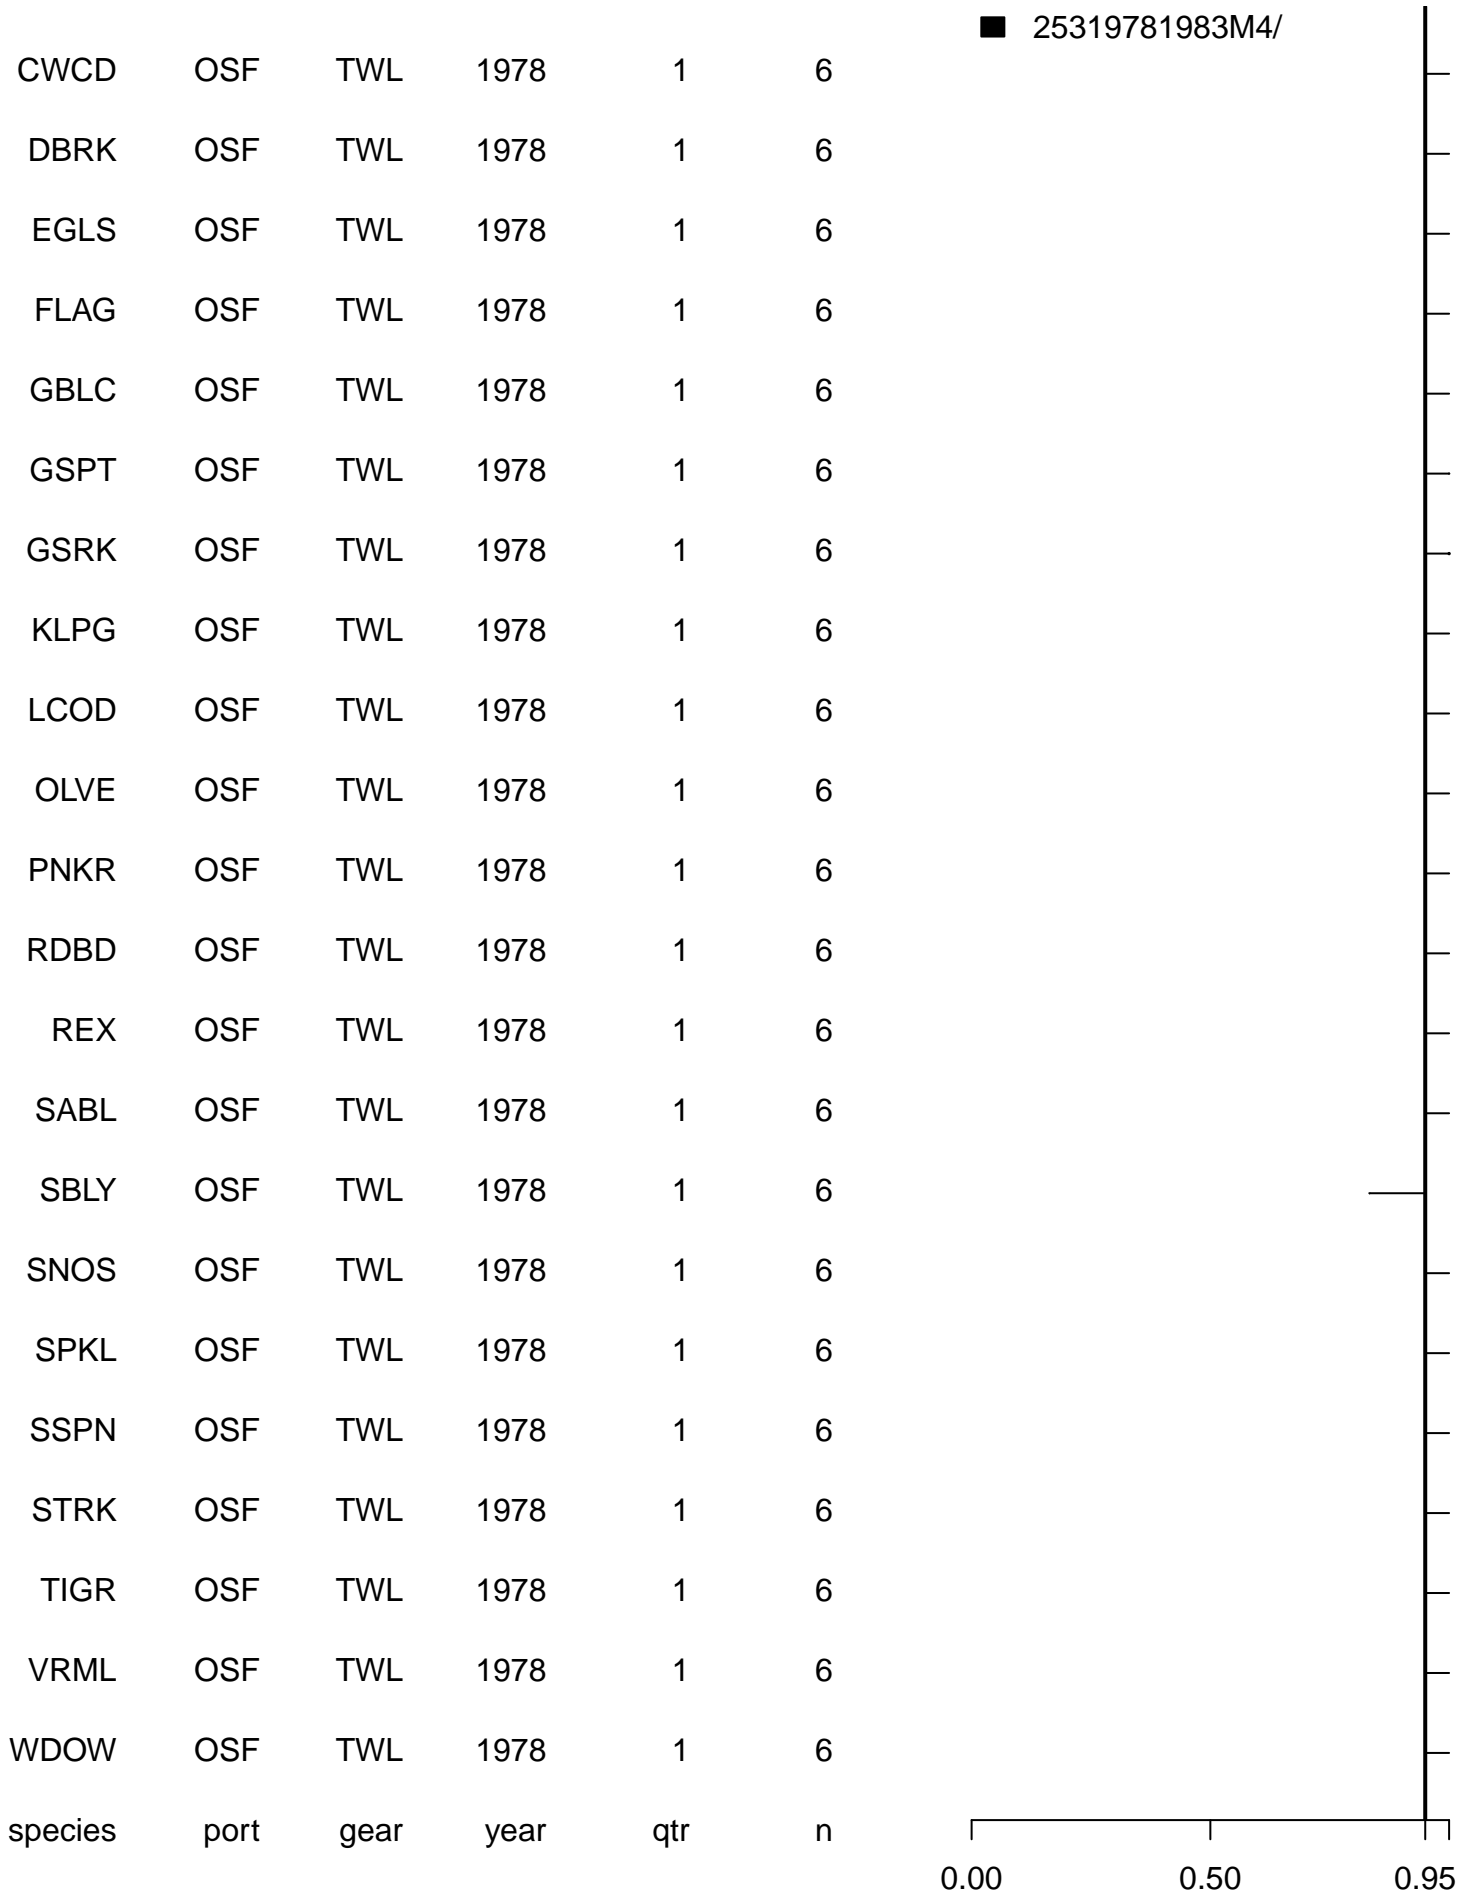 25319781983M4/
CWCD OSF TWL 1978 1 6
DBRK OSF TWL 1978 1 6
EGLS OSF TWL 1978 1 6
FLAG OSF TWL 1978 1 6
GBLC OSF TWL 1978 1 6
GSPT OSF TWL 1978 1 6
GSRK OSF TWL 1978 1 6
KLPG OSF TWL 1978 1 6
LCOD OSF TWL 1978 1 6
OLVE OSF TWL 1978 1 6
PNKR OSF TWL 1978 1 6
RDBD OSF TWL 1978 1 6
REX OSF TWL 1978 1 6
SABL OSF TWL 1978 1 6
SBLY OSF TWL 1978 1 6
SNOS OSF TWL 1978 1 6
SPKL OSF TWL 1978 1 6
SSPN OSF TWL 1978 1 6
STRK OSF TWL 1978 1 6
TIGR OSF TWL 1978 1 6
VRML OSF TWL 1978 1 6
WDOW OSF TWL 1978 1 6
species port gear year qtr n
0.00 0.50 0.95